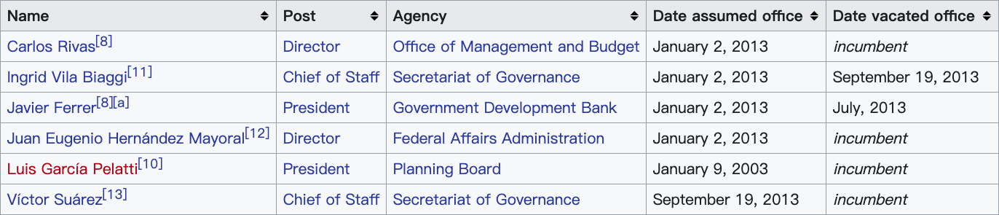 Name Post Agency Date assumed office Date vacated office
Carlos Rivas[8] Director Office of Management and Budget January 2, 2013 incumbent
Ingrid Vila Biaggi[11] Chief of Staff Secretariat of Governance January 2, 2013 September 19, 2013
Javier Ferrer[8][a] President Government Development Bank January 2, 2013 July, 2013
Juan Eugenio Hernández Mayoral[12] Director Federal Affairs Administration January 2, 2013 incumbent
Luis García Pelatti[10] President Planning Board January 9, 2003 incumbent
Víctor Suárez[13] Chief of Staff Secretariat of Governance September 19, 2013 incumbent